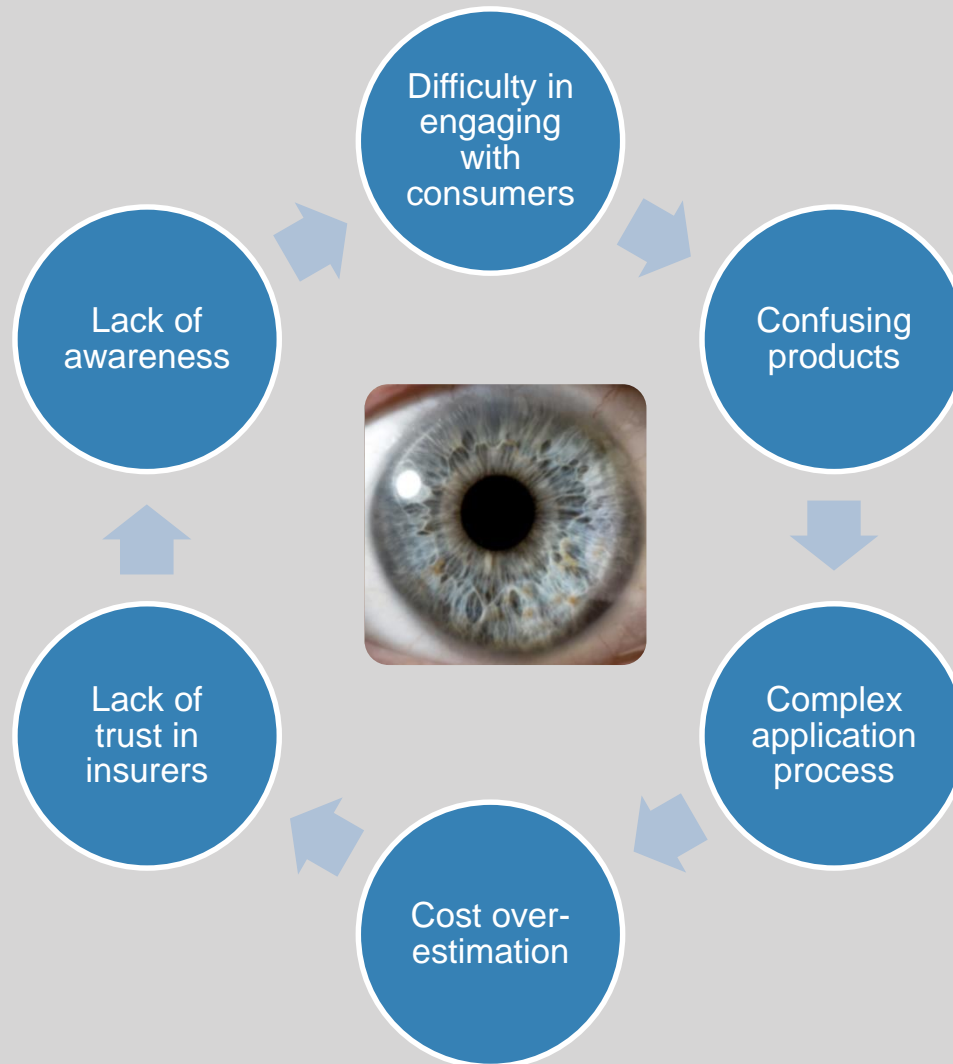 Difficulty in
engaging
with
consumers
Confusing
products
Complex
application
process
Cost over-
estimation
Lack of
trust in
insurers
Lack of
awareness